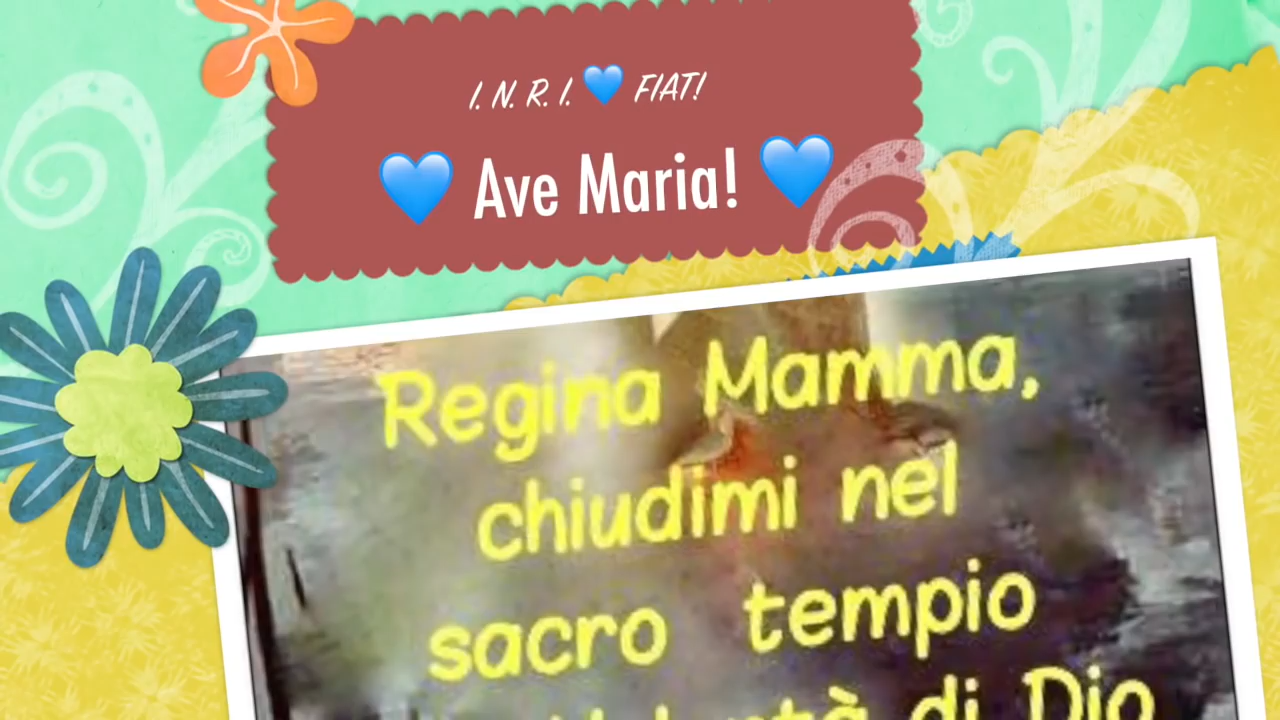 I. N. R. I. 💙 FIAT!
💙 Ave Maria! 💙
Regina Mamma,
chiudimi nel
sacro tempio
di Dio